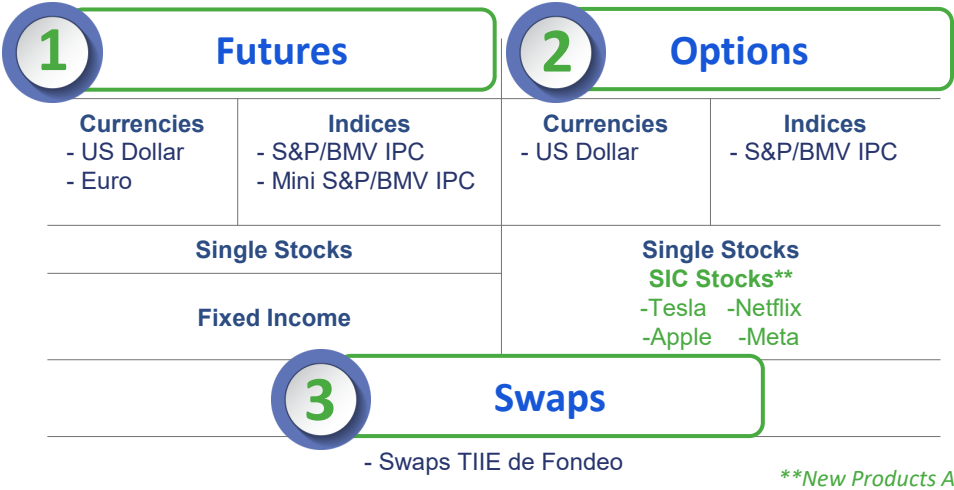 1 Futures
2 Options
Currencies
- US Dollar
- Euro
Indices
- S&P/BMV IPC
- Mini S&P/BMV IPC
Currencies
- US Dollar
Indices
- S&P/BMV IPC
Single Stocks
Fixed Income
Single Stocks
SIC Stocks**
-Tesla -Netflix
-Apple -Meta
3 Swaps
- Swaps TIIE de Fondeo
**New Products A